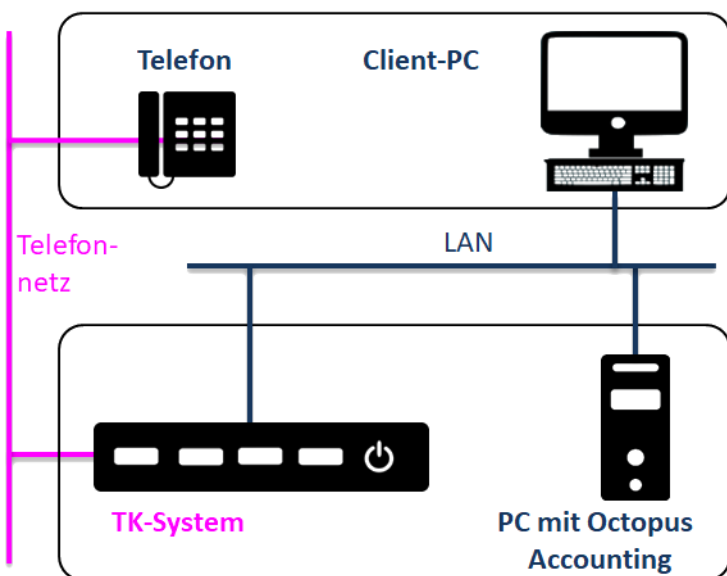 Telefon
Client-PC
Telefon-
netz
LAN
TK-System
PC mit Octopus
Accounting